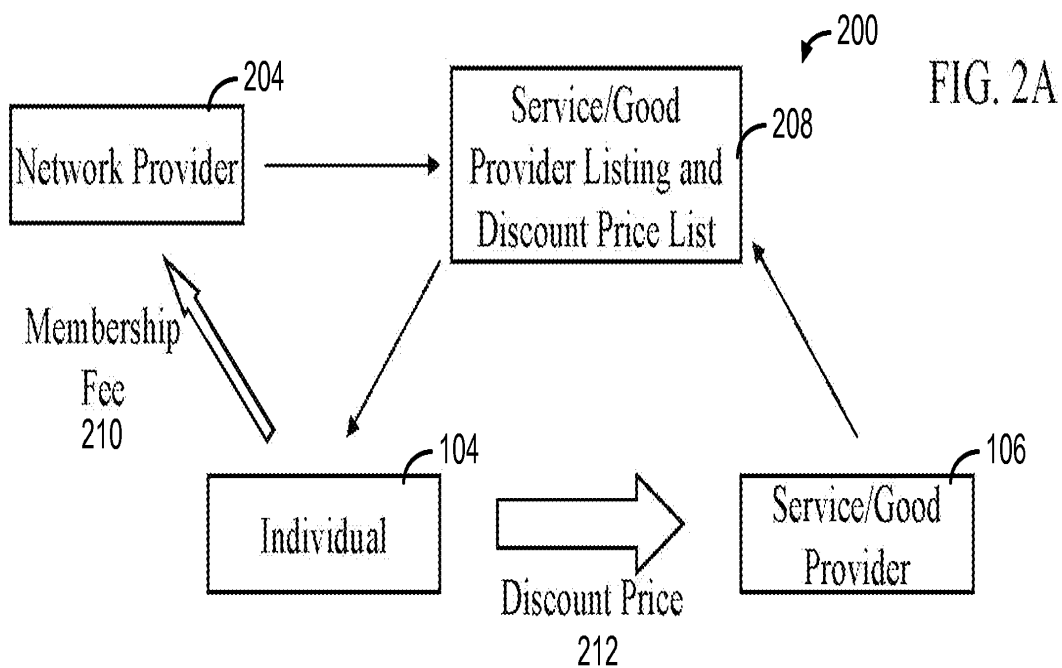 200
FIG. 2A
204
Network Provider
Service/Good
Provider Listing and
Discount Price List
208
Membership
Fee
210
104
Individual
106
Service/Good
Provider
Discount Price
212